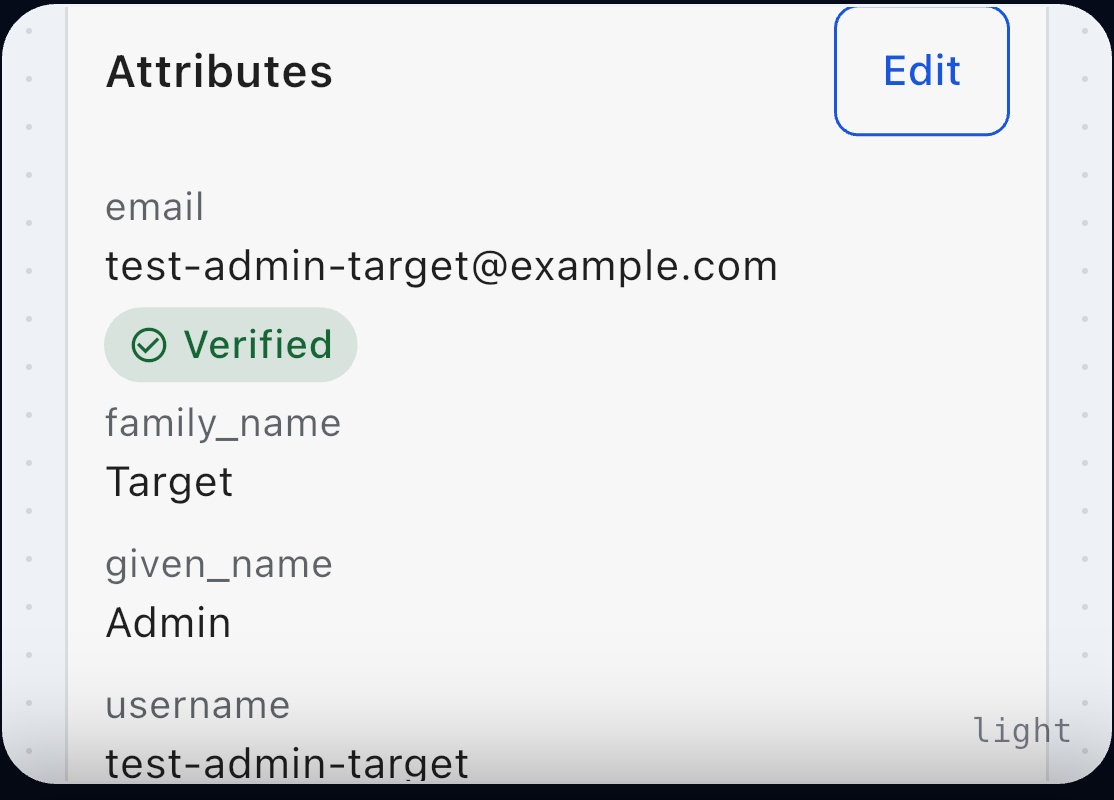 Attributes
Edit
email
test-admin-target@example.com
Verified
family_name
Target
given_name
Admin
username
test-admin-target
light